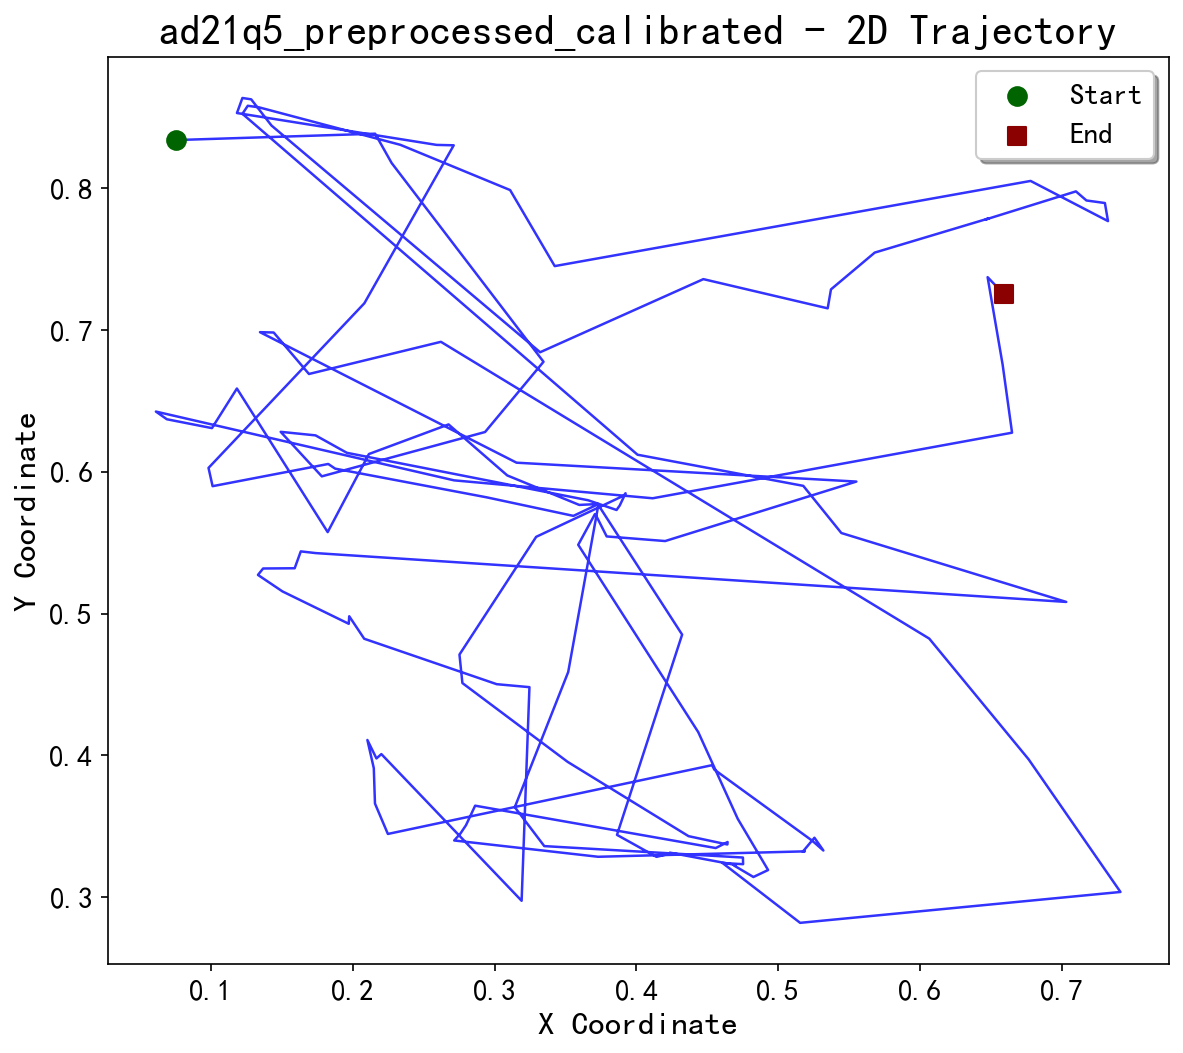 ad21q5_preprocessed_calibrated - 2D Trajectory
Start
End
Y Coordinate
0.8
0.7
0.6
0.5
0.4
0.3
0.1 0.2 0.3 0.4 0.5 0.6 0.7
X Coordinate